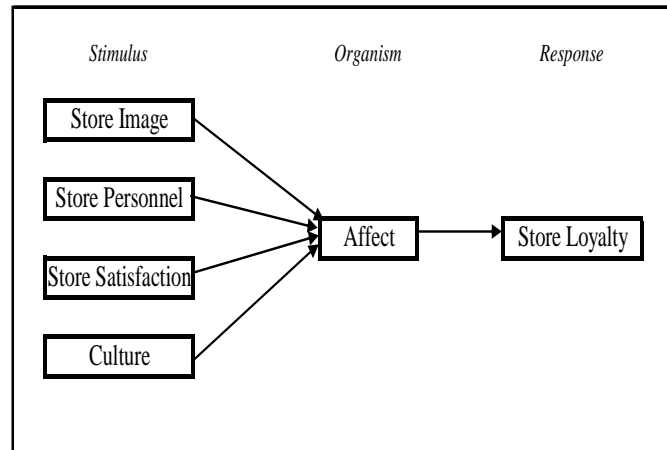 Stimulus Organism Response
Store Image
Store Personnel
Affect Store Loyalty
Store Satisfaction
Culture